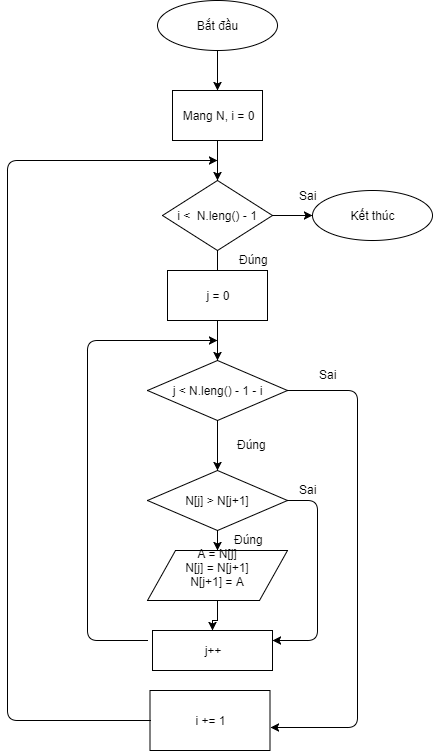 Bắt đầu
Mang N, i = 0
i < N.leng() - 1
Sai
Kết thúc
Đúng
j = 0
j < N.leng() - 1 - i
Sai
Đúng
N[j] > N[j+1]
Sai
Đúng
A = N[j]
N[j] = N[j+1]
N[j+1] = A
j++
i += 1